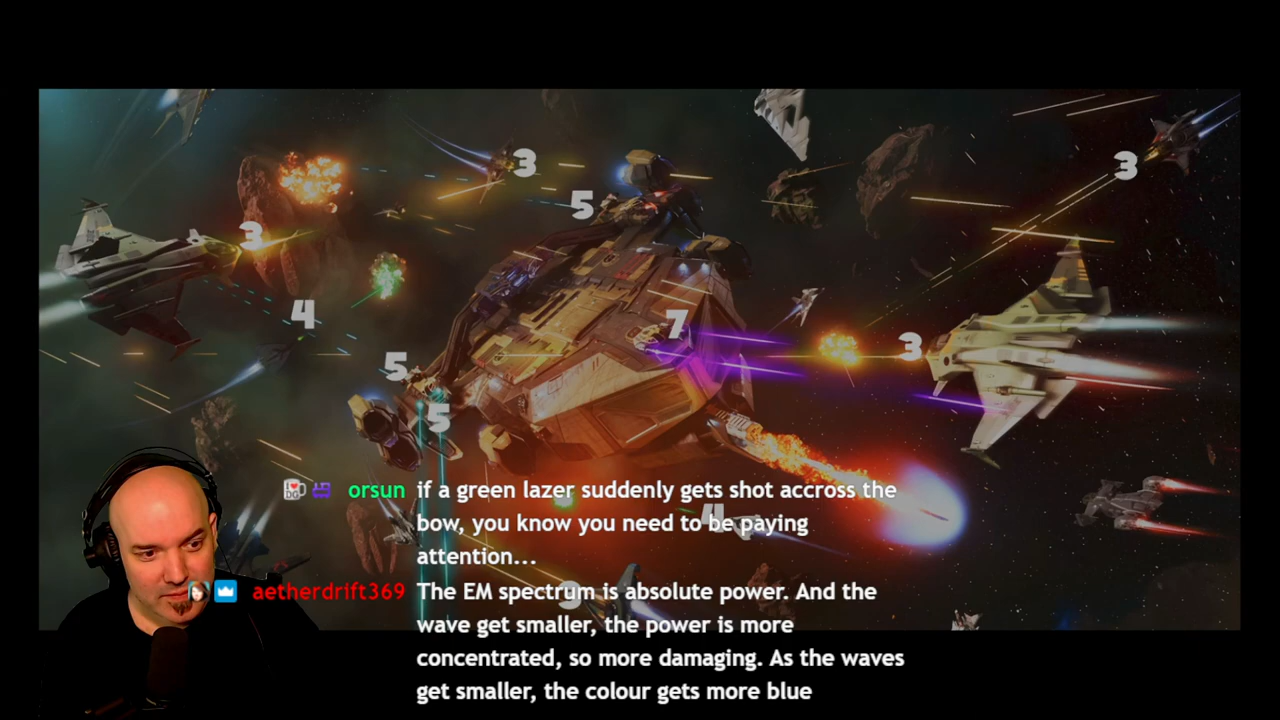 3
5
3
3
4
7
3
5
5
orsun if a green lazer suddenly gets shot accross the
bow, you know you need to be paying
attention...
4
aetherdrift369 The EM spectrum is absolute power. And the
3
wave get smaller, the power is more
concentrated, so more damaging. As the waves
get smaller, the colour gets more blue